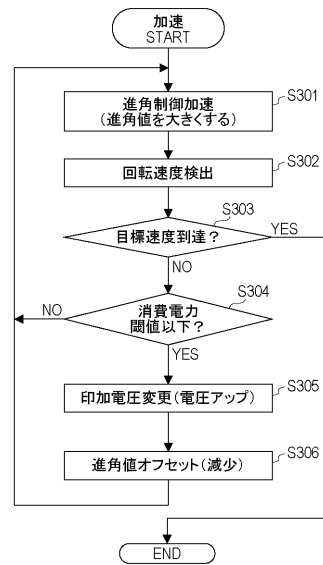 加速
START
進角制御加速
(進角値を大きくする)
S301
回転速度検出
S302
目標速度到達?
S303
YES
NO
消費電力
閾値以下?
S304
NO
YES
印加電圧変更(電圧アップ)
S305
進角値オフセット(減少)
S306
END